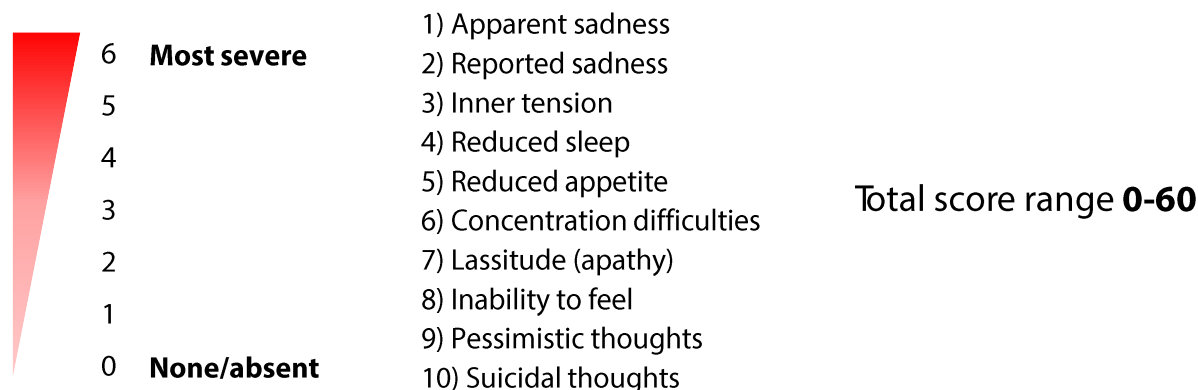 6 Most severe
5
4
3
2
1
0 None/absent
1) Apparent sadness
2) Reported sadness
3) Inner tension
4) Reduced sleep
5) Reduced appetite
6) Concentration difficulties
7) Lassitude (apathy)
8) Inability to feel
9) Pessimistic thoughts
10) Suicidal thoughts
Total score range 0-60